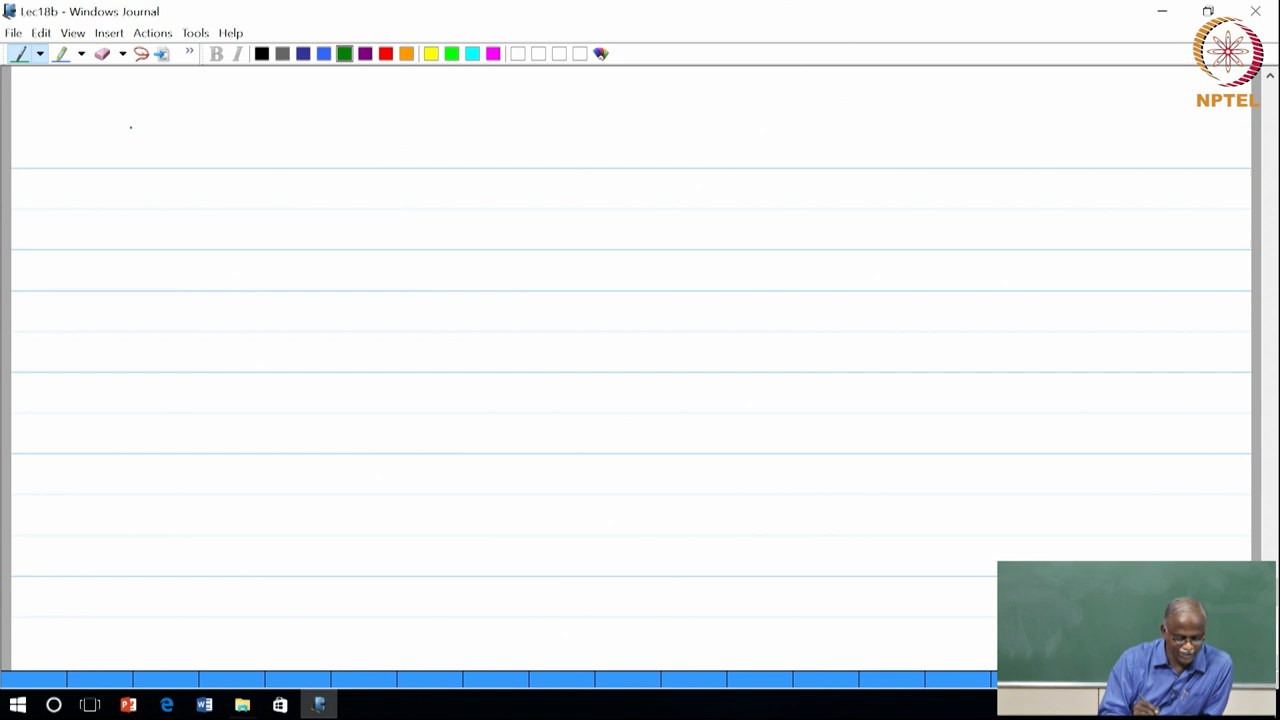 Lec18b - Windows Journal
File Edit View Insert Actions Tools Help
B I
NPTEL